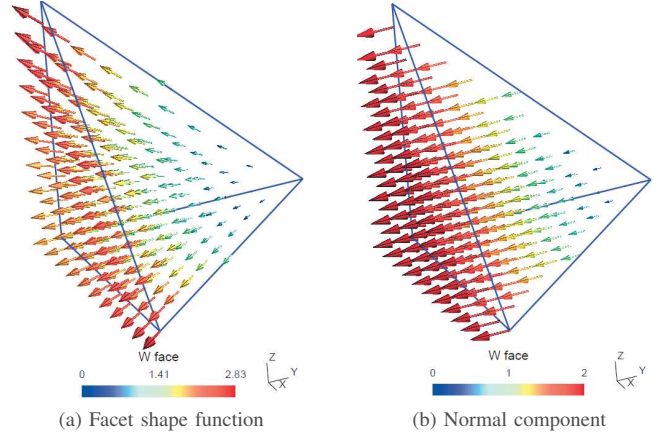 W face
0 1.41 2.83
Z
Y
X
(a) Facet shape function
W face
0 1 2
Z
Y
X
(b) Normal component